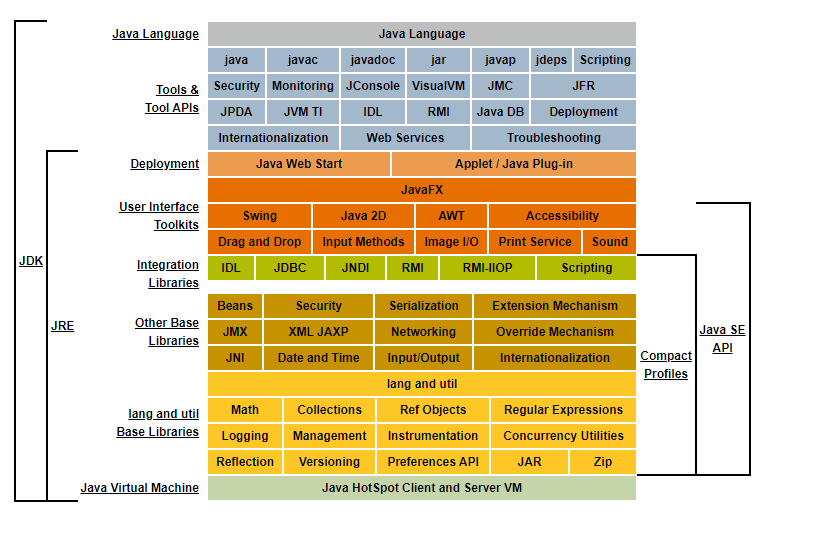 Java Language Java Language
java javac javadoc jar javap jdeps Scripting
Security Monitoring JConsole VisualVM JMC JFR
Tools &
Tool APIs
JPDA JVM TI IDL RMI Java DB Deployment
Internationalization Web Services Troubleshooting
Deployment Java Web Start Applet / Java Plug-in
JavaFX
User Interface
Toolkits
Swing Java 2D AWT Accessibility
Drag and Drop Input Methods Image I/O Print Service Sound
Integration
Libraries
IDL JDBC JNDI RMI RMI-IIOP Scripting
JDK
Beans Security Serialization Extension Mechanism
Other Base
Libraries
JMX XML JAXP Networking Override Mechanism
JRE
Java SE
API
JNI Date and Time Input/Output Internationalization
Compact
Profiles
lang and util
lang and util
Base Libraries
Math Collections Ref Objects Regular Expressions
Logging Management Instrumentation Concurrency Utilities
Reflection Versioning Preferences API JAR Zip
Java Virtual Machine Java HotSpot Client and Server VM